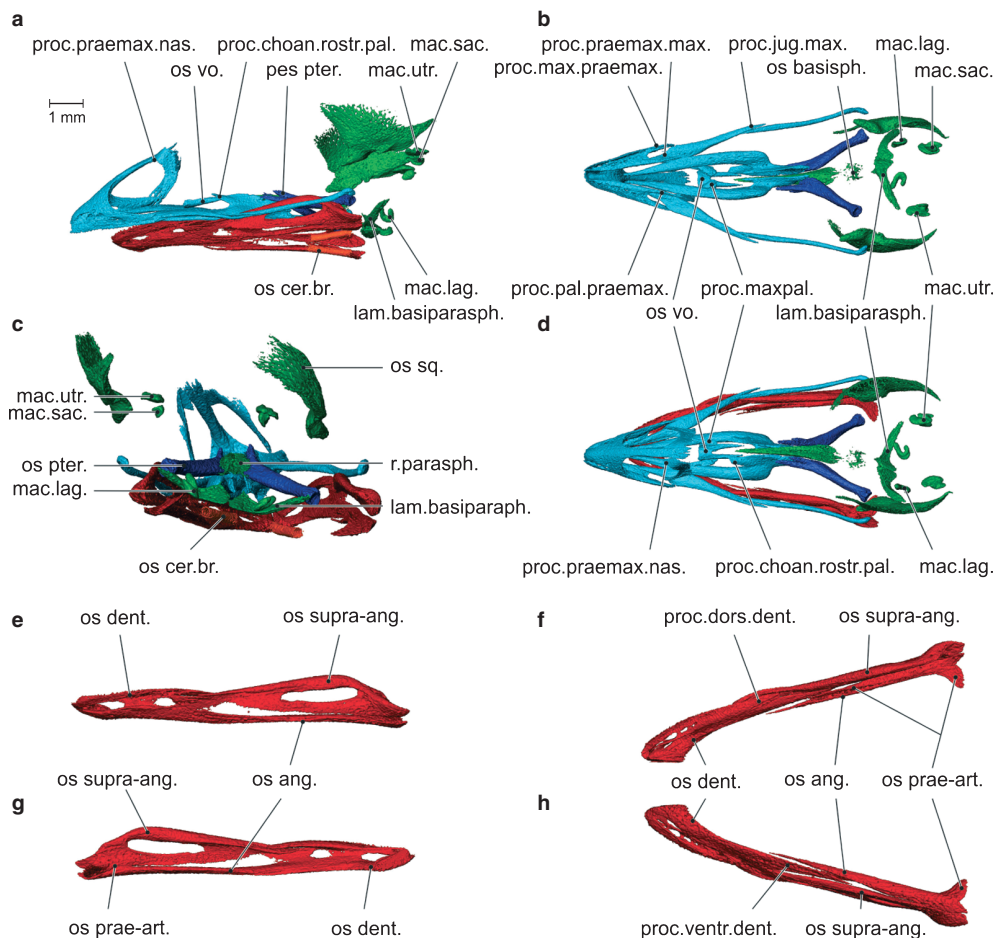 a
proc.praemax.nas.
proc.choan.rostr.pal.
mac.sac.
os vo.
pes pter.
mac.utr.
1 mm
os cer.br.
mac.lag.
lam.basiparasph.
b
proc.praemax.max.
proc.jug.max.
mac.lag.
proc.max.praemax.
os basisph.
mac.sac.
proc.pal.praemax.
proc.maxpal.
mac.utr.
os vo.
lam.basiparasph.
c
os sq.
mac.utr.
mac.sac.
os pter.
r.parasph.
mac.lag.
lam.basiparaph.
os cer.br.
d
proc.praemax.nas.
proc.choan.rostr.pal.
mac.lag.
e
os dent.
os supra-ang.
f
proc.dors.dent.
os supra-ang.
os supra-ang.
os ang.
os dent.
os ang.
os prae-art.
g
os prae-art.
os dent.
h
proc.ventr.dent.
os supra-ang.